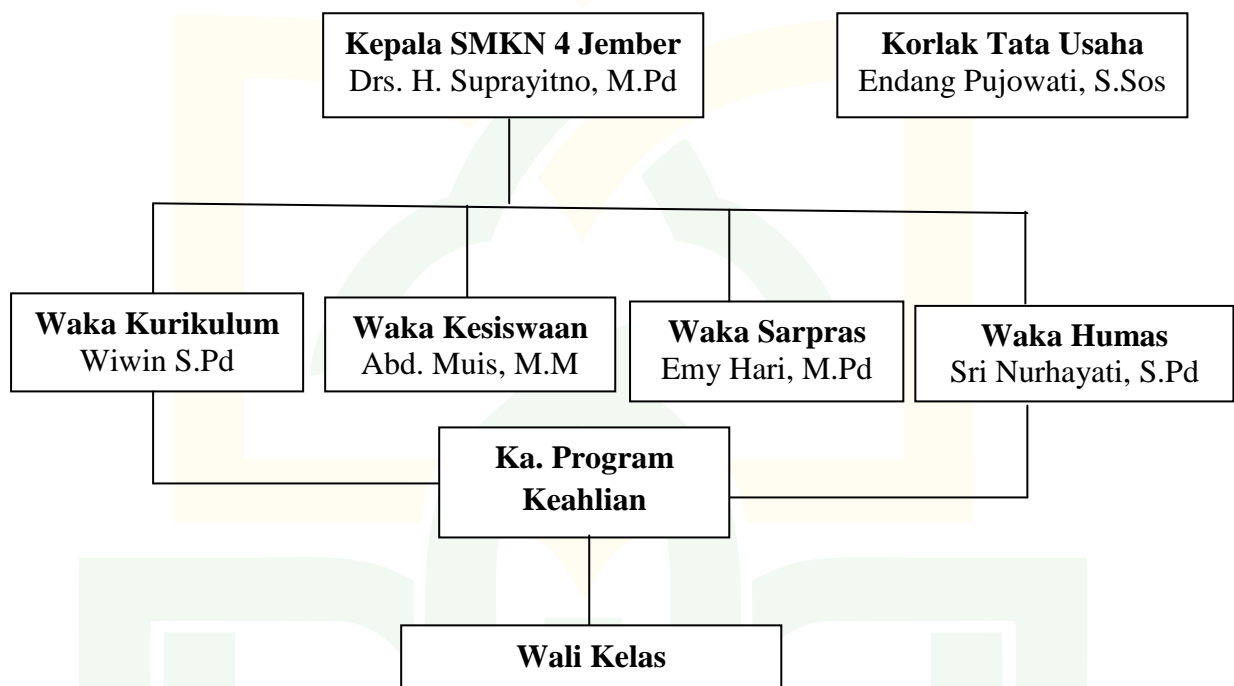 Kepala SMKN 4 Jember
Drs. H. Suprayitno, M.Pd
Korlak Tata Usaha
Endang Pujowati, S.Sos
Waka Kurikulum
Wiwin S.Pd
Waka Kesiswaan
Abd. Muis, M.M
Waka Sarpras
Emy Hari, M.Pd
Waka Humas
Sri Nurhayati, S.Pd
Ka. Program
Keahlian
Wali Kelas